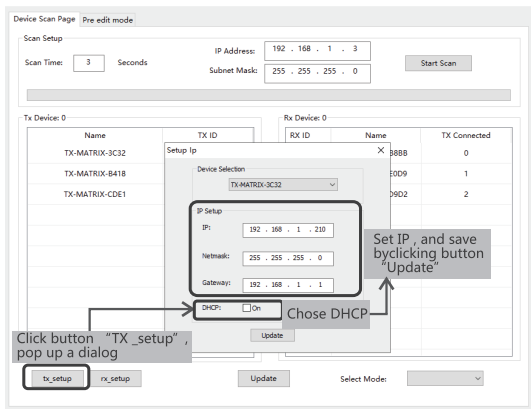 Device Scan Page
Pre edit mode
Scan Setup
Scan Time: 3 Seconds
IP Address: 192 . 168 . 1 . 3
Subnet Mask: 255 . 255 . 255 . 0
Start Scan
Tx Device: 0
Name TX ID
TX-MATRIX-3C32
TX-MATRIX-B418
TX-MATRIX-CDE1
Rx Device: 0
RX ID Name TX Connected
38BB 0
E0D9 1
D9D2 2
Setup Ip
Device Selection
TX-MATRIX-3C32
IP Setup
IP: 192 . 168 . 1 . 210
Netmask: 255 . 255 . 255 . 0
Gateway: 192 . 168 . 1 . 1
DHCP: On
Update
Set IP , and save
byclicking button
“Update”
Chose DHCP
Click button “TX _setup” ,
pop up a dialog
tx_setup
rx_setup
Update
Select Mode: